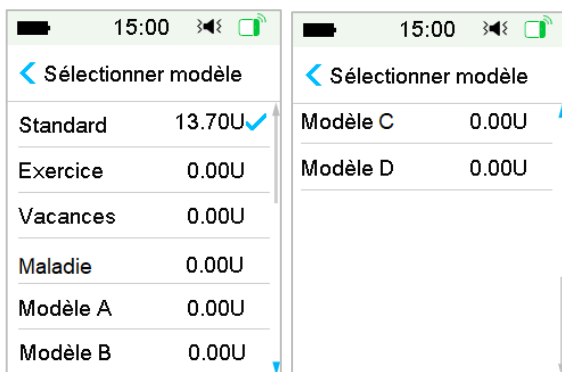 15:00
Sélectionner modèle
Standard 13.70U
Exercice 0.00U
Vacances 0.00U
Maladie 0.00U
Modèle A 0.00U
Modèle B 0.00U
15:00
Sélectionner modèle
Modèle C 0.00U
Modèle D 0.00U